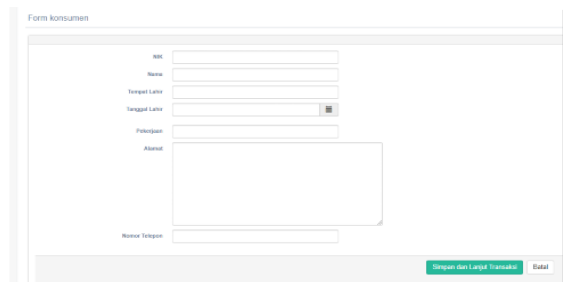 Form konsumen
NIK
Nama
Tempat Lahir
Tanggal Lahir
Pekerjaan
Alamat
Nomor Telepon
Simpan dan Lanjut Transaksi
Batal